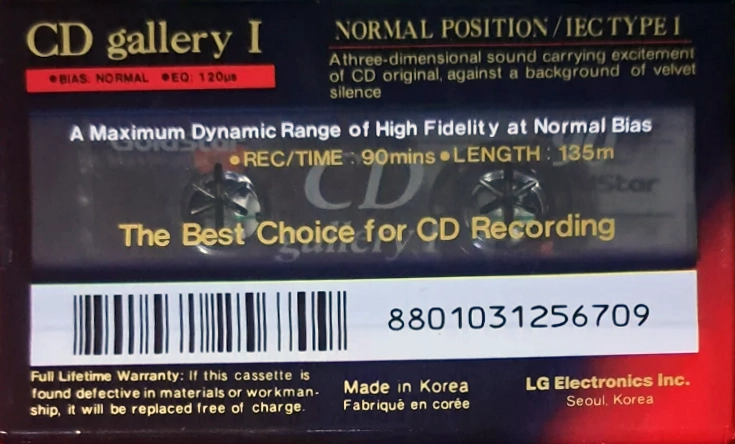 CD gallery I
●BIAS: NORMAL ●EQ: 120µs
NORMAL POSITION/IEC TYPE I
A three-dimensional sound carrying excitement
of CD original, against a background of velvet
silence
A Maximum Dynamic Range of High Fidelity at Normal Bias
GoldStar
●REC/TIME : 90mins ●LENGTH : 135m
CD
gallery I
The Best Choice for CD Recording
8801031256709
Full Lifetime Warranty: If this cassette is
found defective in materials or workman-
ship, it will be replaced free of charge.
Made in Korea
Fabriqué en corée
LG Electronics Inc.
Seoul, Korea